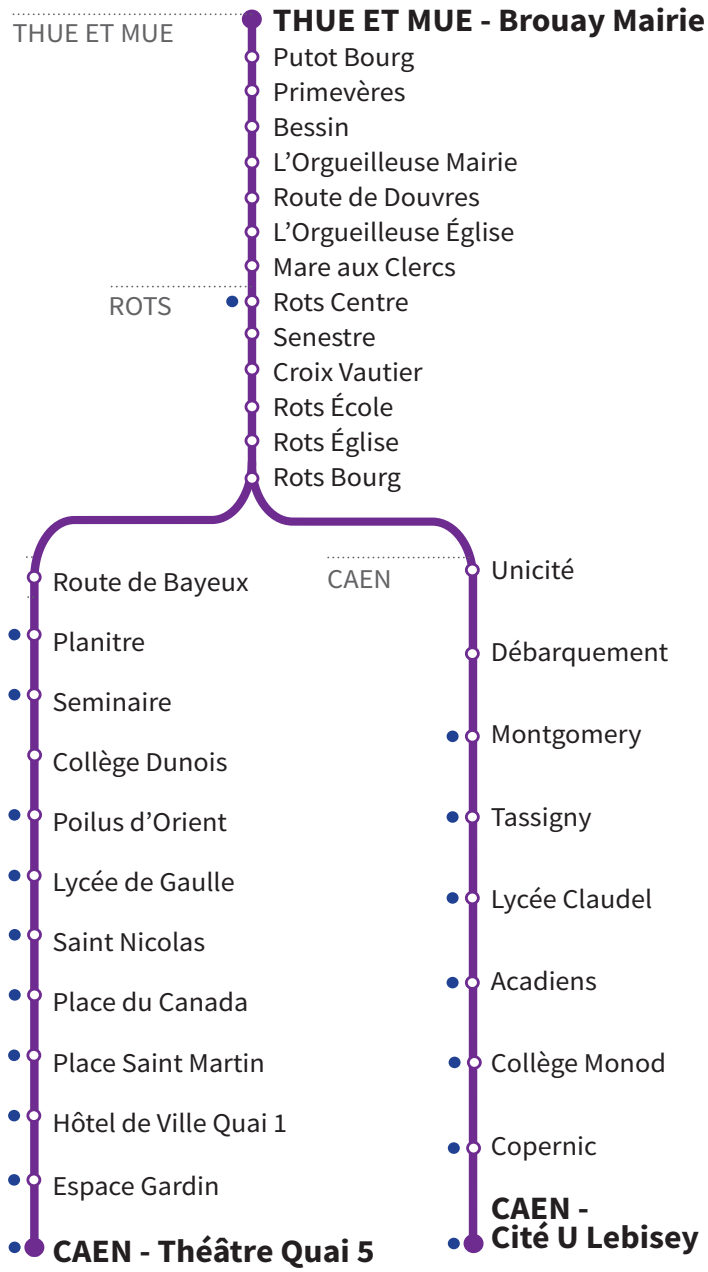 THUE ET MUE
THUE ET MUE - Brouay Mairie
Putot Bourg
Primevères
Bessin
L’Orgueilleuse Mairie
Route de Douvres
L’Orgueilleuse Église
Mare aux Clercs
ROTS
Rots Centre
Senestre
Croix Vautier
Rots École
Rots Église
Rots Bourg
Route de Bayeux
Planitre
Seminaire
Collège Dunois
Poilus d’Orient
Lycée de Gaulle
Saint Nicolas
Place du Canada
Place Saint Martin
Hôtel de Ville Quai 1
Espace Gardin
CAEN - Théâtre Quai 5
CAEN
Unicité
Débarquement
Montgomery
Tassigny
Lycée Claudel
Acadiens
Collège Monod
Copernic
CAEN -
Cité U Lebisey